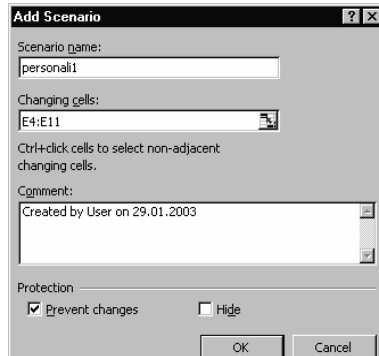 Add Scenario
Scenario name:
personali1
Changing cells:
E4:E11
Ctrl+click cells to select non-adjacent
changing cells.
Comment:
Created by User on 29.01.2003
Protection
Prevent changes
Hide
OK
Cancel